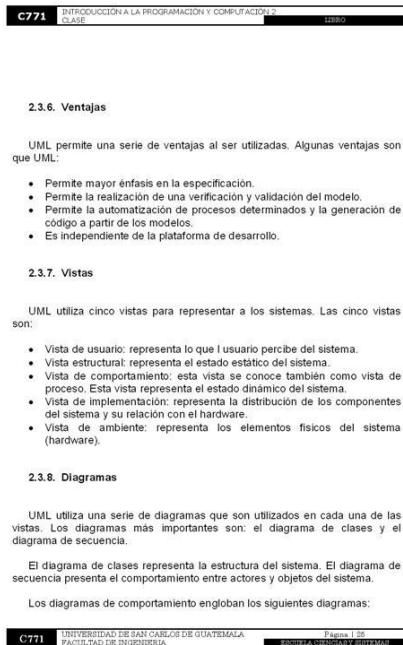 C771
INTRODUCCIÓN A LA PROGRAMACIÓN Y COMPUTACIÓN 2
CLASE
LIBRO
2.3.6. Ventajas
UML permite una serie de ventajas al ser utilizadas. Algunas ventajas son
que UML:
• Permite mayor énfasis en la especificación.
• Permite la realización de una verificación y validación del modelo.
• Permite la automatización de procesos determinados y la generación de
código a partir de los modelos.
• Es independiente de la plataforma de desarrollo.
2.3.7. Vistas
UML utiliza cinco vistas para representar a los sistemas. Las cinco vistas
son:
• Vista de usuario: representa lo que l usuario percibe del sistema.
• Vista estructural: representa el estado estático del sistema.
• Vista de comportamiento: esta vista se conoce también como vista de
proceso. Esta vista representa el estado dinámico del sistema.
• Vista de implementación: representa la distribución de los componentes
del sistema y su relación con el hardware.
• Vista de ambiente: representa los elementos físicos del sistema
(hardware).
2.3.8. Diagramas
UML utiliza una serie de diagramas que son utilizados en cada una de las
vistas. Los diagramas más importantes son: el diagrama de clases y el
diagrama de secuencia.
El diagrama de clases representa la estructura del sistema. El diagrama de
secuencia presenta el comportamiento entre actores y objetos del sistema.
Los diagramas de comportamiento engloban los siguientes diagramas:
C771
UNIVERSIDAD DE SAN CARLOS DE GUATEMALA
FACULTAD DE INGENIERIA
Página | 26
ESCUELA CIENCIAS Y SISTEMAS